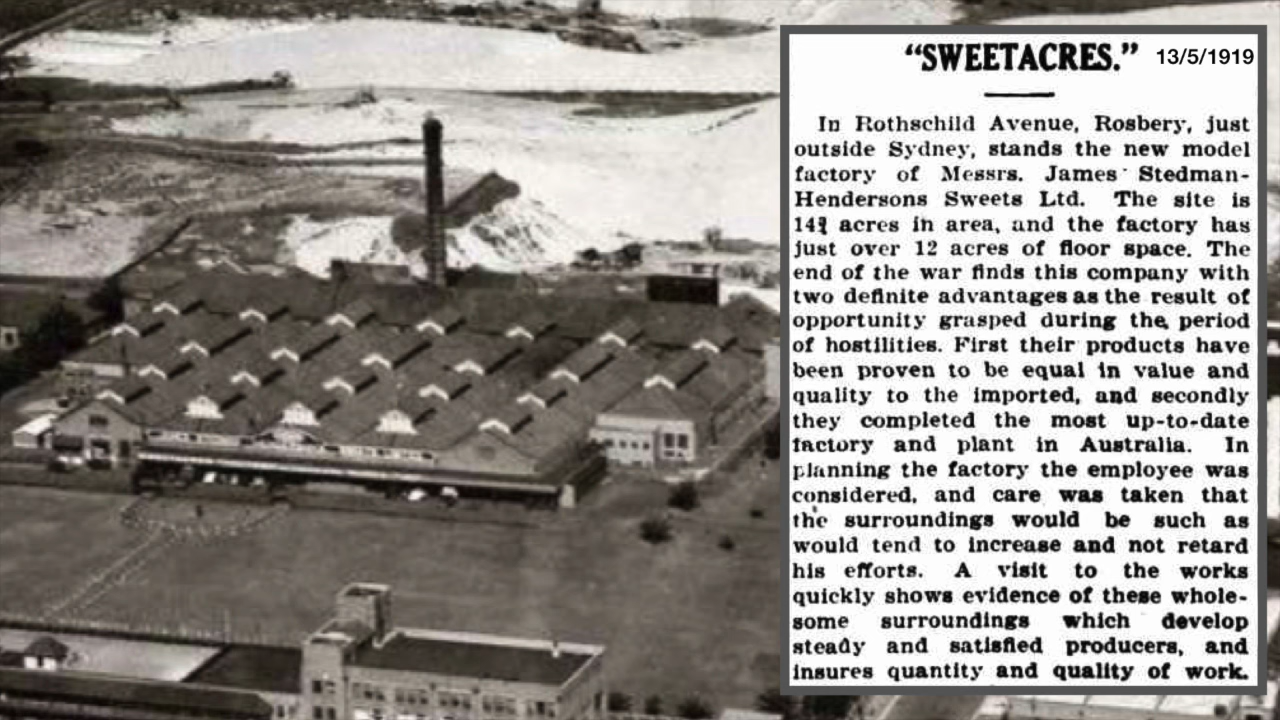 “SWEETACRES.” 13/5/1919
In Rothschild Avenue, Rosbery, just
outside Sydney, stands the new model
factory of Messrs. James Stedman-
Hendersons Sweets Ltd. The site is
14¾ acres in area, and the factory has
just over 12 acres of floor space. The
end of the war finds this company with
two definite advantages as the result of
opportunity grasped during the period
of hostilities. First their products have
been proven to be equal in value and
quality to the imported, and secondly
they completed the most up-to-date
factory and plant in Australia. In
planning the factory the employee was
considered, and care was taken that
the surroundings would be such as
would tend to increase and not retard
his efforts. A visit to the works
quickly shows evidence of these whole-
some surroundings which develop
steady and satisfied producers, and
insures quantity and quality of work.